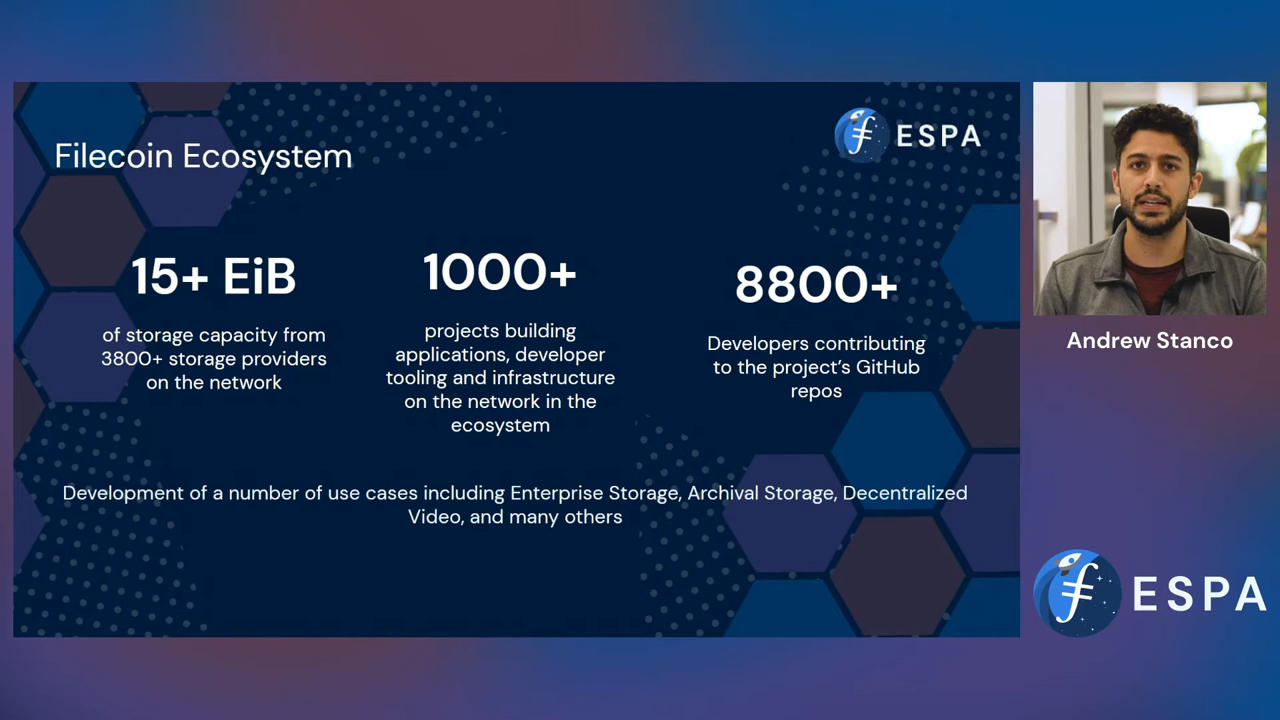 Filecoin Ecosystem
ESPA
15+ EiB
of storage capacity from
3800+ storage providers
on the network
1000+
projects building
applications, developer
tooling and infrastructure
on the network in the
ecosystem
8800+
Developers contributing
to the project’s GitHub
repos
Development of a number of use cases including Enterprise Storage, Archival Storage, Decentralized
Video, and many others
Andrew Stanco
ESPA